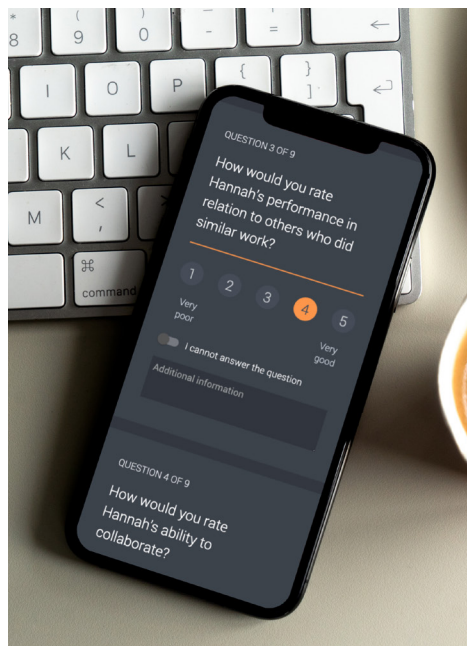 * ( ) _ + ←
8 9 0 - =
I O P { } ↵
[ ]
K L
M < >
,
⌘
command
QUESTION 3 OF 9
How would you rate
Hannah's performance in
relation to others who did
similar work?
1 2 3 4 5
Very
poor
Very
good
I cannot answer the question
Additional information
QUESTION 4 OF 9
How would you rate
Hannah's ability to
collaborate?